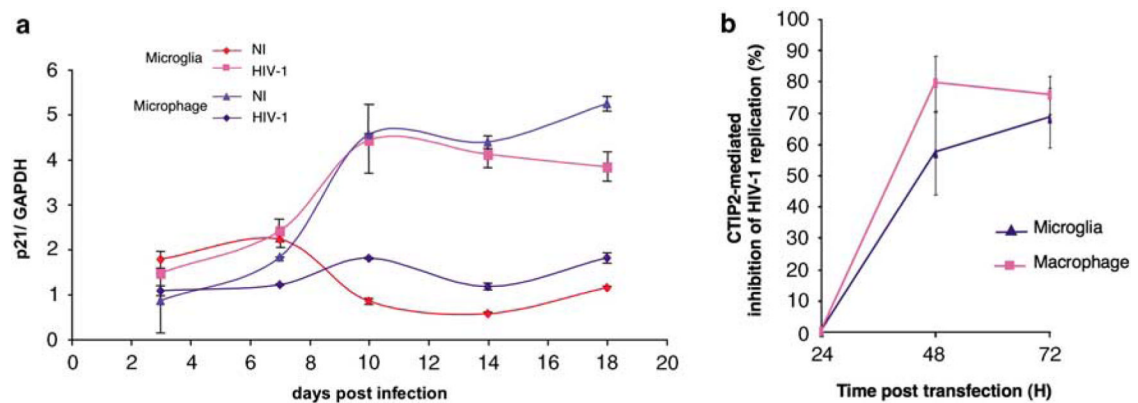 a
Microglia
NI
HIV-1
Microphage
NI
HIV-1
6
5
4
3
2
1
0
p21/ GAPDH
0 2 4 6 8 10 12 14 16 18 20
days post infection
b
100
90
80
70
60
50
40
30
20
10
0
CTIP2-mediated
inhibition of HIV-1 replication (%)
Microglia
Macrophage
24 48 72
Time post transfection (H)